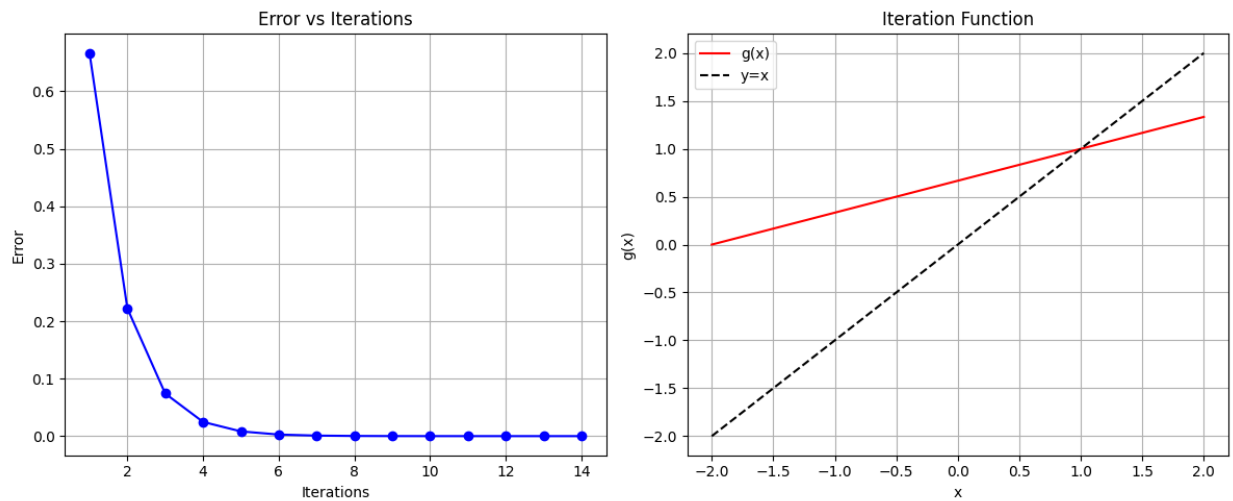 Error vs Iterations
Error
0.6
0.5
0.4
0.3
0.2
0.1
0.0
2 4 6 8 10 12 14
Iterations
Iteration Function
g(x)
y=x
g(x)
2.0
1.5
1.0
0.5
0.0
−0.5
−1.0
−1.5
−2.0
−2.0 −1.5 −1.0 −0.5 0.0 0.5 1.0 1.5 2.0
x